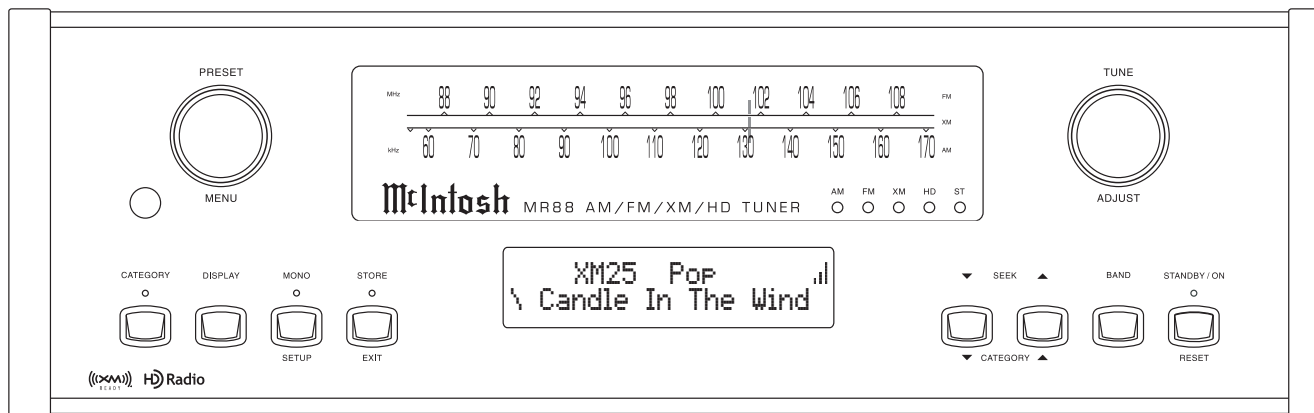 PRESET
TUNE
MHz 88 90 92 94 96 98 100 102 104 106 108 FM
XM
kHz 60 70 80 90 100 110 120 130 140 150 160 170 AM
MENU
ADJUST
McIntosh MR88 AM/FM/XM/HD TUNER
AM FM XM HD ST
CATEGORY DISPLAY MONO STORE
XM25 Pop
\ Candle In The Wind
▼ SEEK ▲ BAND STANDBY / ON
SETUP EXIT
▼ CATEGORY ▲ RESET
((XM)) READY HD Radio